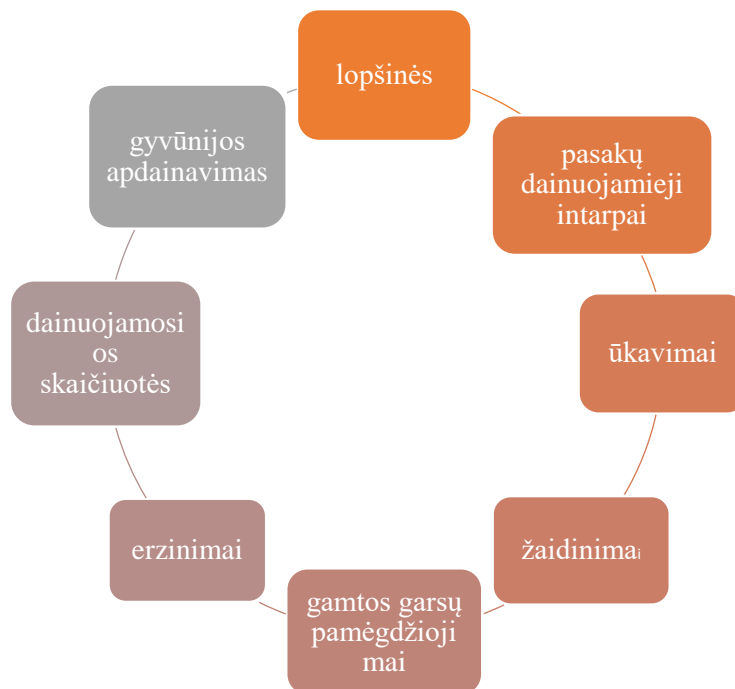 lopšinės
pasakų
dainuojamieji
intarpai
ūkavimai
žaidinimai
gamtos garsų
pamėgdžioji
mai
erzinimai
dainuojamosi
os
skaičiuotės
gyvūnijos
apdainavimas